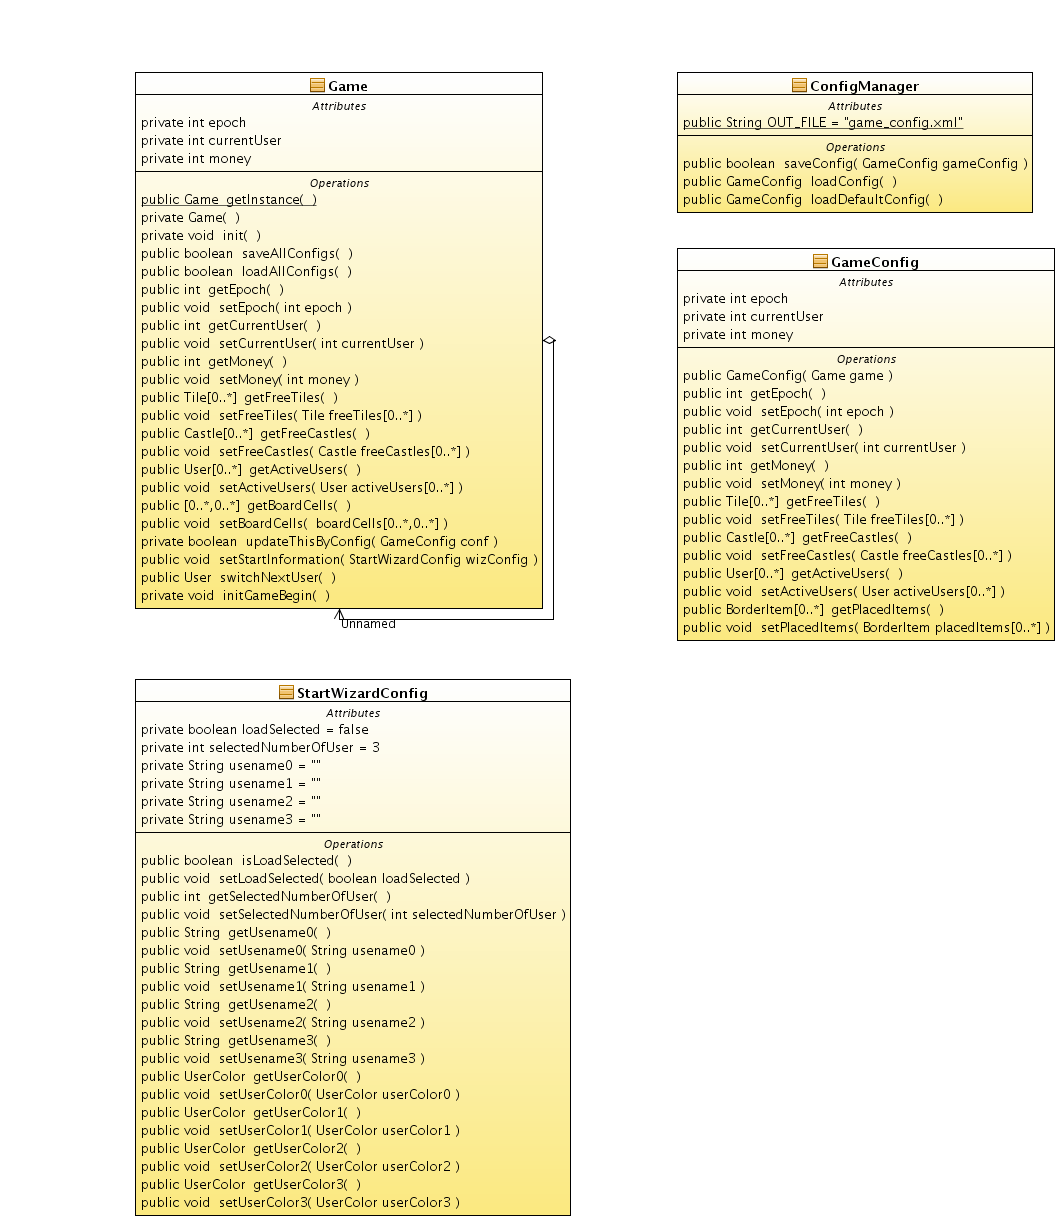 Game
Attributes
private int epoch
private int currentUser
private int money
Operations
public Game getInstance( )
private Game( )
private void init( )
public boolean saveAllConfigs( )
public boolean loadAllConfigs( )
public int getEpoch( )
public void setEpoch( int epoch )
public int getCurrentUser( )
public void setCurrentUser( int currentUser )
public int getMoney( )
public void setMoney( int money )
public Tile[0..*] getFreeTiles( )
public void setFreeTiles( Tile freeTiles[0..*] )
public Castle[0..*] getFreeCastles( )
public void setFreeCastles( Castle freeCastles[0..*] )
public User[0..*] getActiveUsers( )
public void setActiveUsers( User activeUsers[0..*] )
public [0..*,0..*] getBoardCells( )
public void setBoardCells( boardCells[0..*,0..*] )
private boolean updateThisByConfig( GameConfig conf )
public void setStartInformation( StartWizardConfig wizConfig )
public User switchNextUser( )
private void initGameBegin( )
Unnamed
ConfigManager
Attributes
public String OUT_FILE = "game_config.xml"
Operations
public boolean saveConfig( GameConfig gameConfig )
public GameConfig loadConfig( )
public GameConfig loadDefaultConfig( )
GameConfig
Attributes
private int epoch
private int currentUser
private int money
Operations
public GameConfig( Game game )
public int getEpoch( )
public void setEpoch( int epoch )
public int getCurrentUser( )
public void setCurrentUser( int currentUser )
public int getMoney( )
public void setMoney( int money )
public Tile[0..*] getFreeTiles( )
public void setFreeTiles( Tile freeTiles[0..*] )
public Castle[0..*] getFreeCastles( )
public void setFreeCastles( Castle freeCastles[0..*] )
public User[0..*] getActiveUsers( )
public void setActiveUsers( User activeUsers[0..*] )
public BorderItem[0..*] getPlacedItems( )
public void setPlacedItems( BorderItem placedItems[0..*] )
StartWizardConfig
Attributes
private boolean loadSelected = false
private int selectedNumberOfUser = 3
private String usename0 = ""
private String usename1 = ""
private String usename2 = ""
private String usename3 = ""
Operations
public boolean isLoadSelected( )
public void setLoadSelected( boolean loadSelected )
public int getSelectedNumberOfUser( )
public void setSelectedNumberOfUser( int selectedNumberOfUser )
public String getUsename0( )
public void setUsename0( String usename0 )
public String getUsename1( )
public void setUsename1( String usename1 )
public String getUsename2( )
public void setUsename2( String usename2 )
public String getUsename3( )
public void setUsename3( String usename3 )
public UserColor getUserColor0( )
public void setUserColor0( UserColor userColor0 )
public UserColor getUserColor1( )
public void setUserColor1( UserColor userColor1 )
public UserColor getUserColor2( )
public void setUserColor2( UserColor userColor2 )
public UserColor getUserColor3( )
public void setUserColor3( UserColor userColor3 )